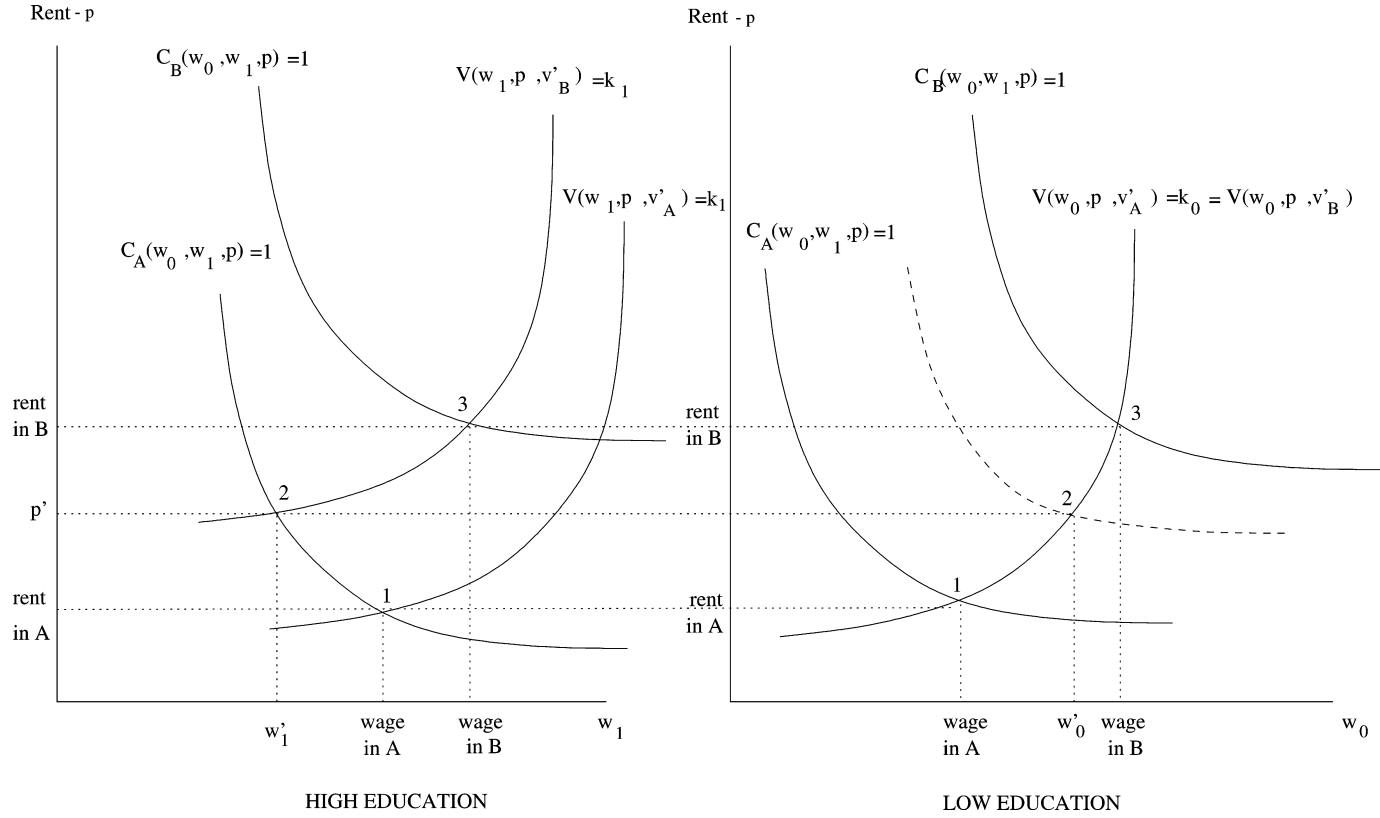 Rent - p
C_B(w_0 ,w_1 ,p) =1
V(w_1 ,p ,v'_B ) =k_1
V(w_1,p ,v'_A ) =k_1
C_A(w_0 ,w_1 ,p) =1
3
rent
in B
2
p'
1
rent
in A
w'_1
wage
in A
wage
in B
w_1
HIGH EDUCATION
Rent - p
C_B(w_0,w_1 ,p) =1
V(w_0 ,p ,v'_A ) =k_0 = V(w_0 ,p ,v'_B )
C_A(w_0,w_1 ,p) =1
3
rent
in B
2
1
rent
in A
wage
in A
w'_0
wage
in B
w_0
LOW EDUCATION